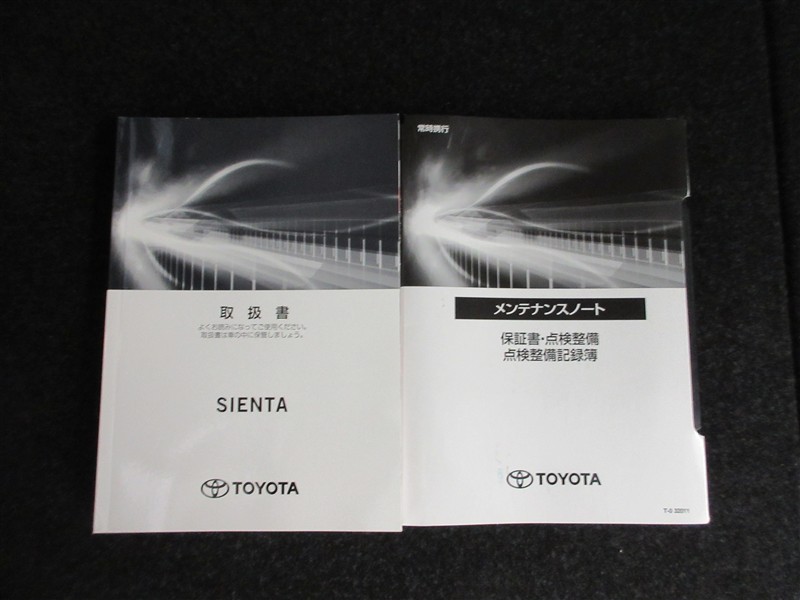 取扱書
よくお読みになってご使用ください。
取扱書は車の中に保管しましょう。
SIENTA
TOYOTA
常時携行
メンテナンスノート
保証書・点検整備
点検整備記録簿
TOYOTA